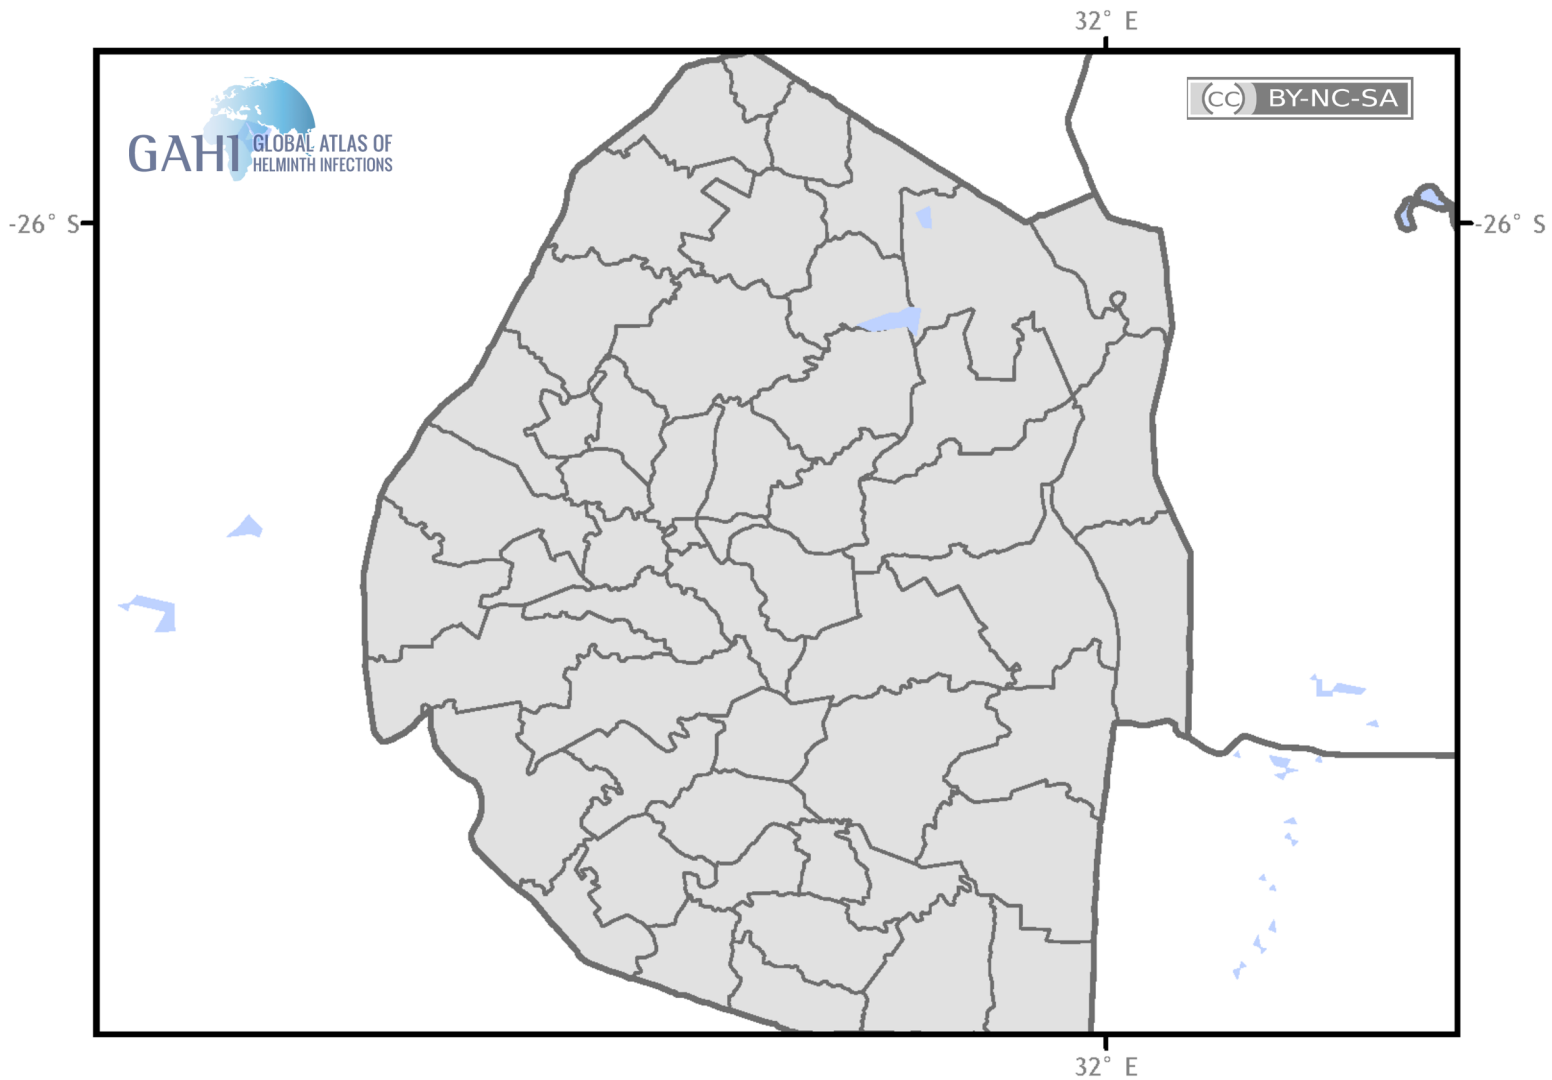 32° E
GAHI GLOBAL ATLAS OF
HELMINTH INFECTIONS
CC BY-NC-SA
-26° S
-26° S
32° E